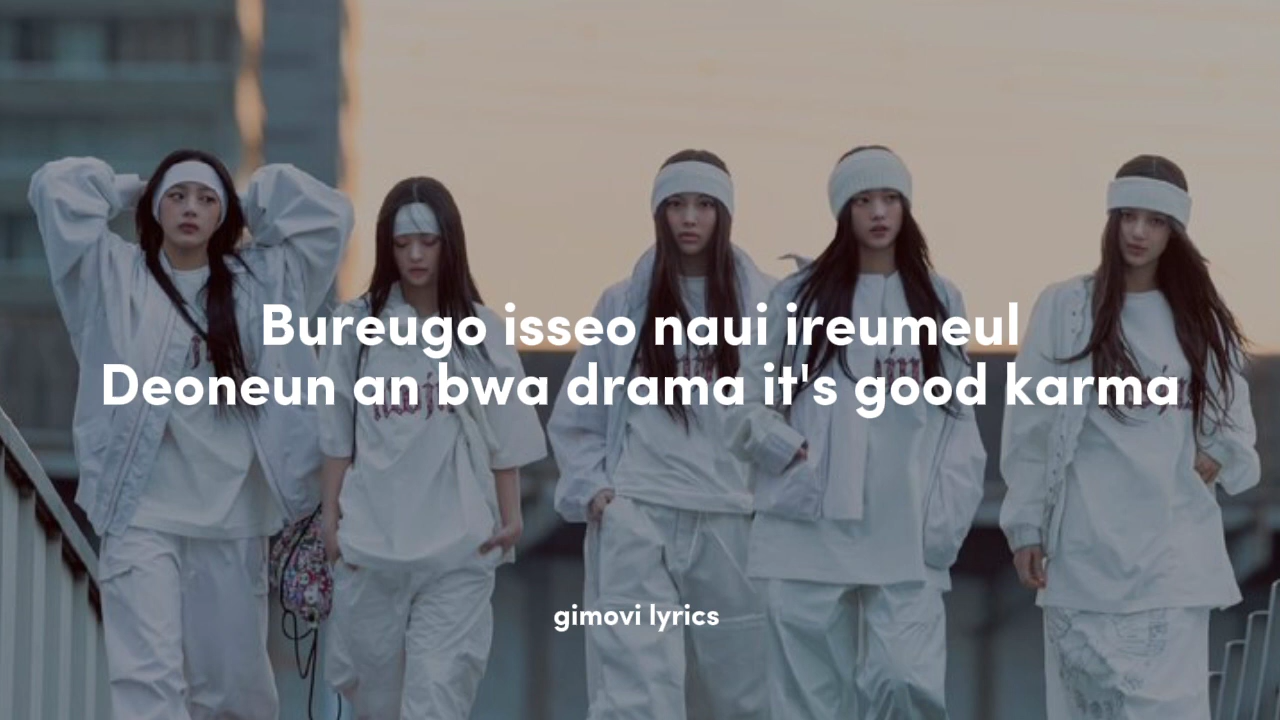 Bureugo isseo naui ireumeul
Deoneun an bwa drama it's good karma
gimovi lyrics